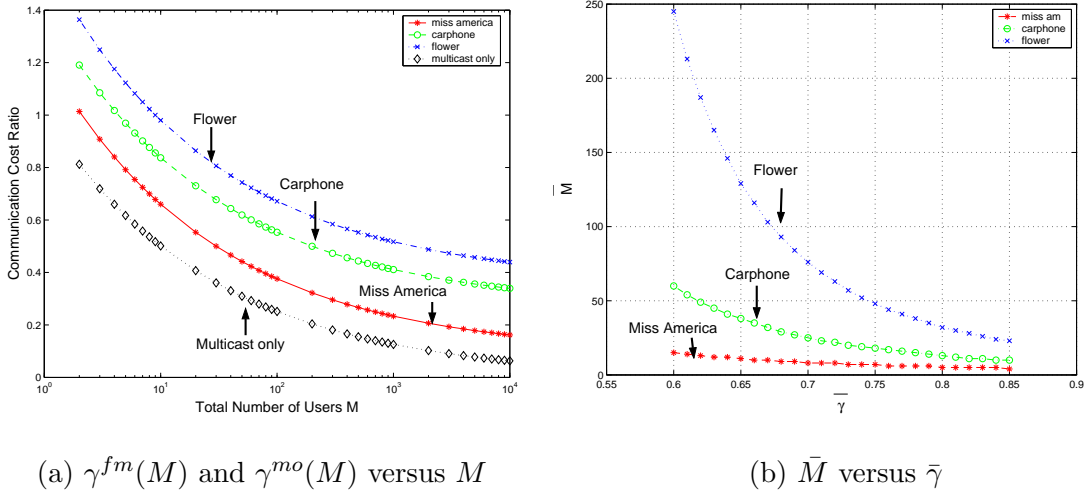 1.4
1.2
1
0.8
0.6
0.4
0.2
0
Communication Cost Ratio
10^0
10^1
10^2
10^3
10^4
Total Number of Users M
miss america
carphone
flower
multicast only
Flower
Carphone
Miss America
Multicast only
(a) γ^{fm}(M) and γ^{mo}(M) versus M
250
200
150
100
50
0
M̄
0.55
0.6
0.65
0.7
0.75
0.8
0.85
0.9
γ̄
miss am
carphone
flower
Flower
Carphone
Miss America
(b) M̄ versus γ̄